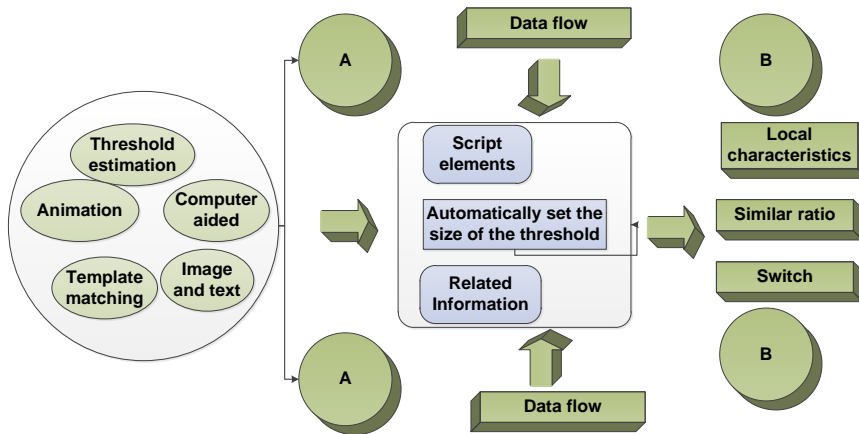 Threshold
estimation
Animation
Computer
aided
Template
matching
Image
and text
A
A
Data flow
Script
elements
Automatically set the
size of the threshold
Related
Information
Data flow
B
Local
characteristics
Similar ratio
Switch
B